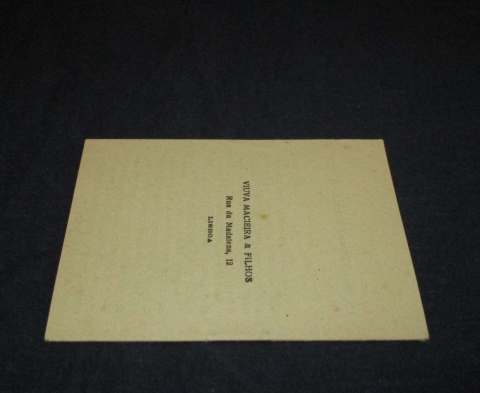 VIUVA MACIEIRA & FILHOS
Rua da Madalena, 12
LISBOA